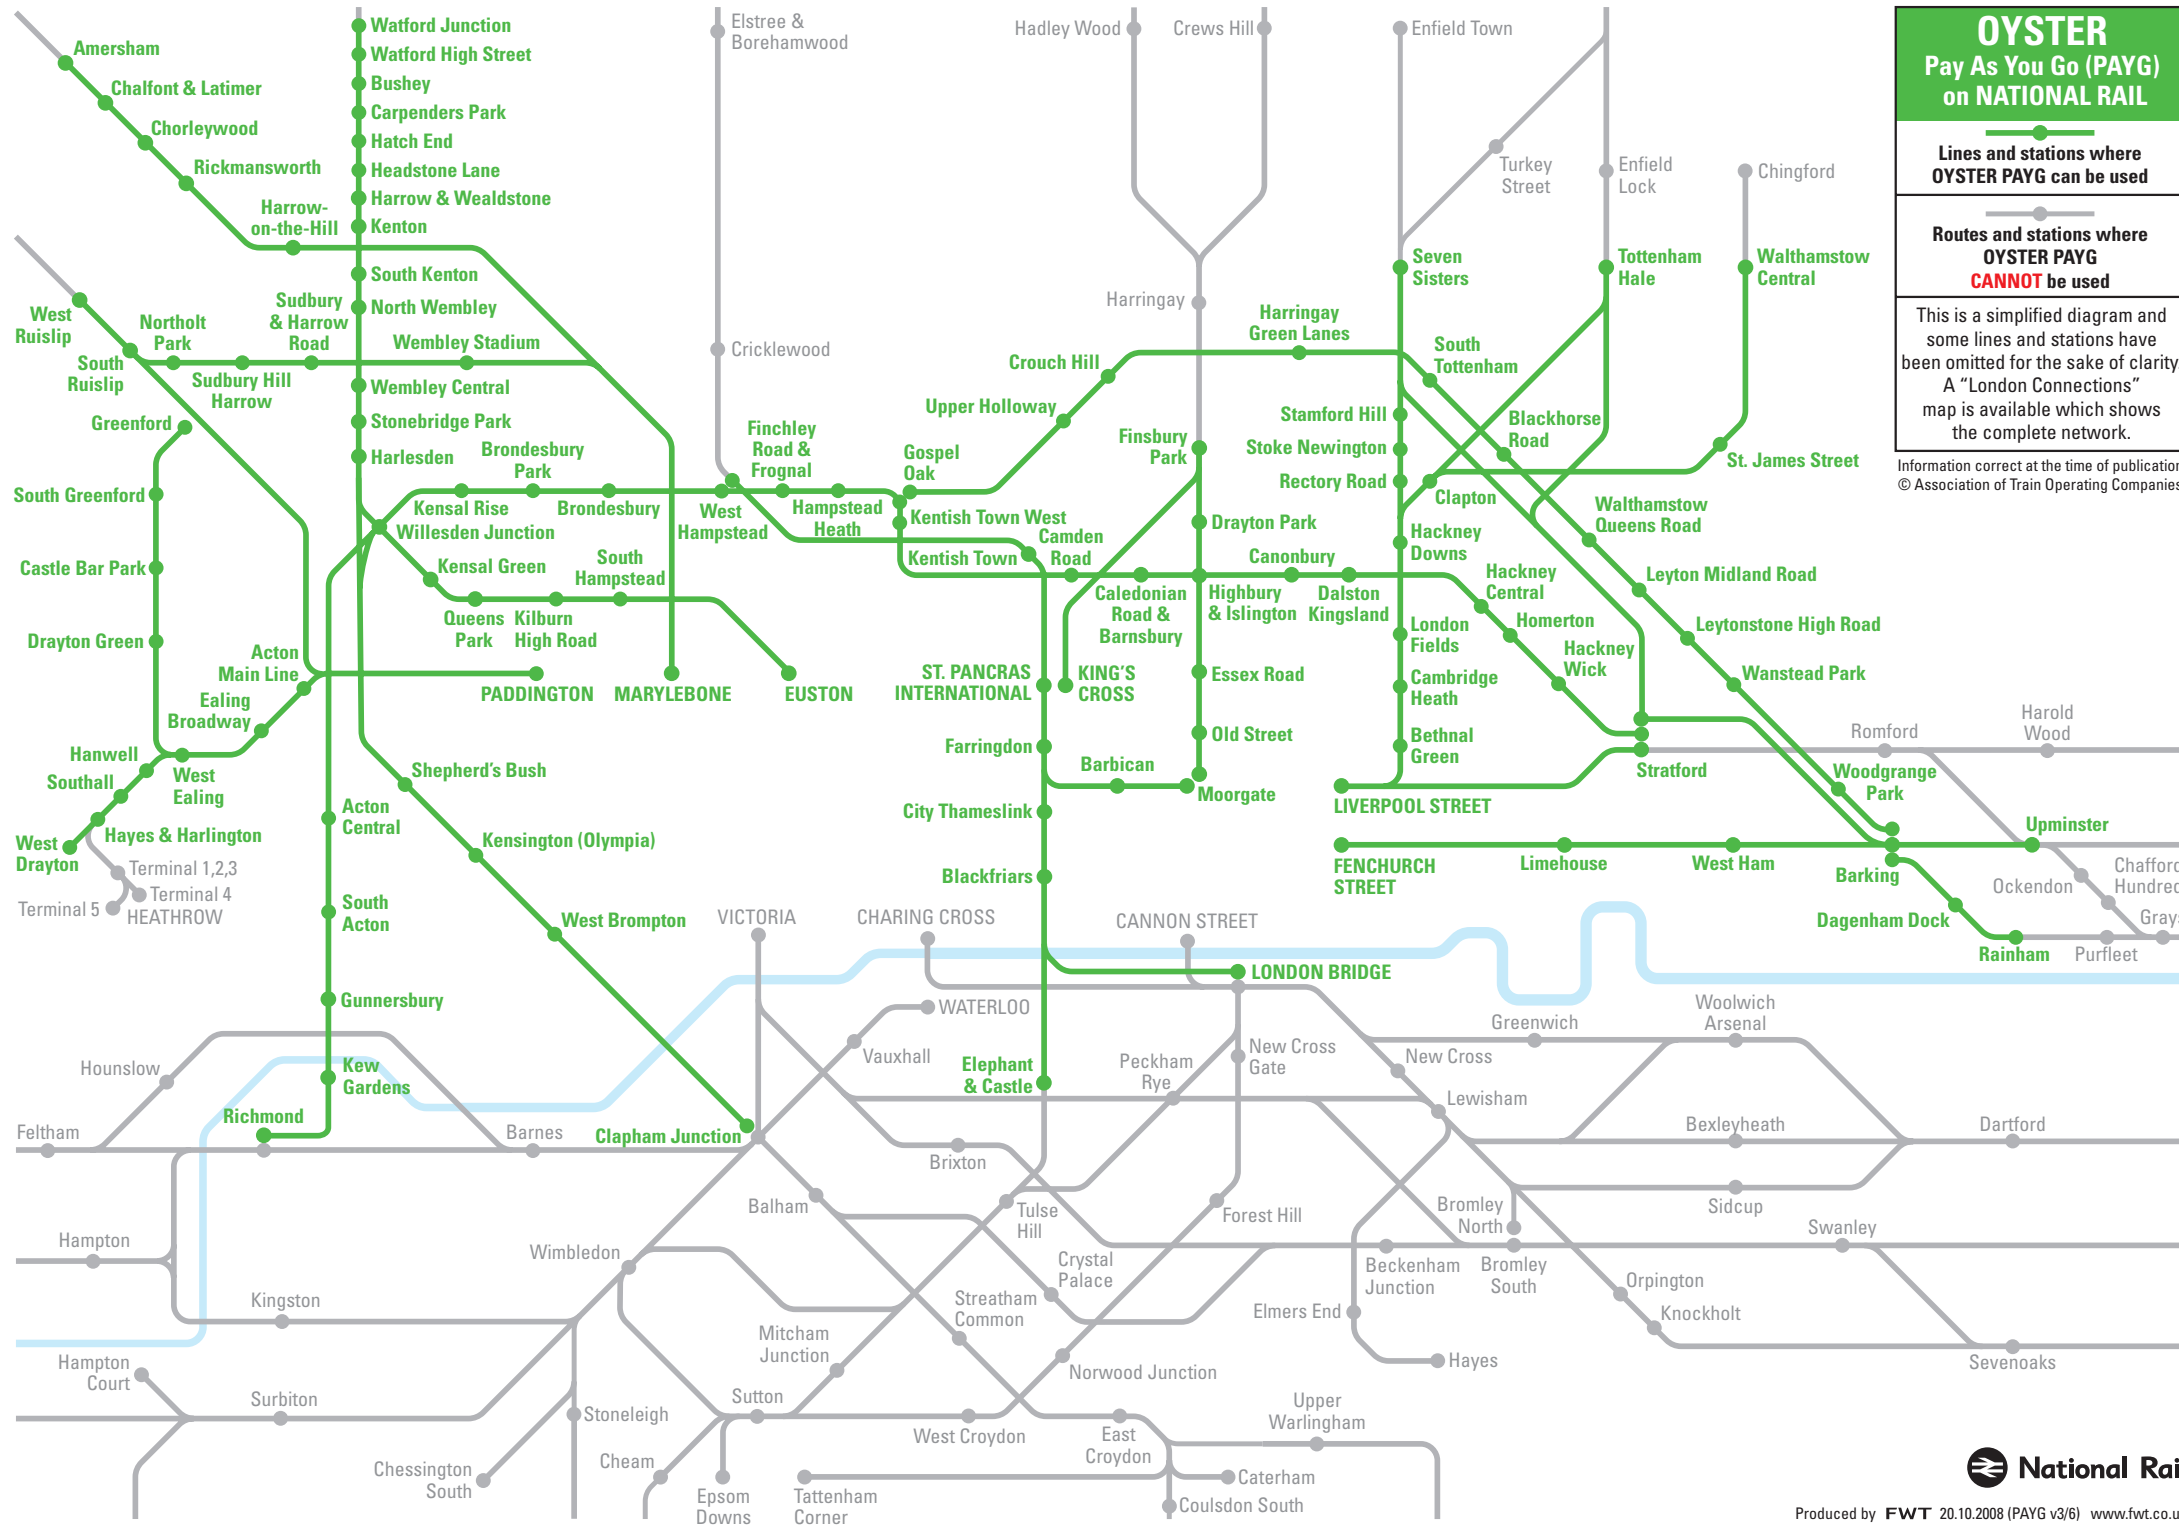 OYSTER
Pay As You Go (PAYG)
on NATIONAL RAIL
Lines and stations where
OYSTER PAYG can be used
Routes and stations where
OYSTER PAYG
CANNOT be used
This is a simplified diagram and
some lines and stations have
been omitted for the sake of clarity.
A “London Connections”
map is available which shows
the complete network.
Information correct at the time of publication
© Association of Train Operating Companies
Amersham
Chalfont & Latimer
Chorleywood
Rickmansworth
Harrow-
on-the-Hill
Watford Junction
Watford High Street
Bushey
Carpenders Park
Hatch End
Headstone Lane
Harrow & Wealdstone
Kenton
South Kenton
North Wembley
Wembley Central
Stonebridge Park
Harlesden
Willesden Junction
Elstree &
Borehamwood
Cricklewood
Hadley Wood
Crews Hill
Harringay
Enfield Town
Turkey
Street
Enfield
Lock
Chingford
Seven
Sisters
Tottenham
Hale
Walthamstow
Central
West
Ruislip
South
Ruislip
Northolt
Park
Sudbury Hill
Harrow
Sudbury
& Harrow
Road
Wembley Stadium
Greenford
South Greenford
Castle Bar Park
Drayton Green
Brondesbury
Park
Kensal Rise
Brondesbury
West
Hampstead
Finchley
Road &
Frognal
Hampstead
Heath
Gospel
Oak
Upper Holloway
Crouch Hill
Harringay
Green Lanes
South
Tottenham
Blackhorse
Road
Walthamstow
Queens Road
Leyton Midland Road
Leytonstone High Road
Wanstead Park
Woodgrange
Park
Stamford Hill
Stoke Newington
Rectory Road
Clapton
St. James Street
Finsbury
Park
Drayton Park
Kentish Town West
Kentish Town
Camden
Road
Caledonian
Road &
Barnsbury
Highbury
& Islington
Canonbury
Dalston
Kingsland
Hackney
Downs
Hackney
Central
Homerton
Hackney
Wick
London
Fields
Cambridge
Heath
Bethnal
Green
Essex Road
Old Street
Moorgate
Barbican
Kensal Green
Queens
Park
Kilburn
High Road
South
Hampstead
PADDINGTON
MARYLEBONE
EUSTON
ST. PANCRAS
INTERNATIONAL
KING'S
CROSS
Farringdon
City Thameslink
Blackfriars
Elephant
& Castle
LONDON BRIDGE
LIVERPOOL STREET
Stratford
Romford
Harold
Wood
FENCHURCH
STREET
Limehouse
West Ham
Barking
Upminster
Dagenham Dock
Rainham
Purfleet
Ockendon
Acton
Main Line
Ealing
Broadway
West
Ealing
Hanwell
Southall
Hayes & Harlington
West
Drayton
Terminal 1,2,3
Terminal 4
Terminal 5
HEATHROW
Acton
Central
South
Acton
Gunnersbury
Kew
Gardens
Richmond
Shepherd's Bush
Kensington (Olympia)
West Brompton
Clapham Junction
VICTORIA
CHARING CROSS
CANNON STREET
WATERLOO
Vauxhall
Hounslow
Feltham
Barnes
Hampton
Kingston
Hampton
Court
Surbiton
Wimbledon
Balham
Brixton
Peckham
Rye
New Cross
Gate
New Cross
Greenwich
Woolwich
Arsenal
Lewisham
Bexleyheath
Dartford
Sidcup
Tulse
Hill
Forest Hill
Bromley
North
Bromley
South
Swanley
Beckenham
Junction
Crystal
Palace
Streatham
Common
Elmers End
Hayes
Orpington
Knockholt
Sevenoaks
Mitcham
Junction
Norwood Junction
Sutton
West Croydon
East
Croydon
Upper
Warlingham
Stoneleigh
Chessington
South
Cheam
Epsom
Downs
Tattenham
Corner
Caterham
Coulsdon South
National
Produced by FWT 20.10.2008 (PAYG v3/6)